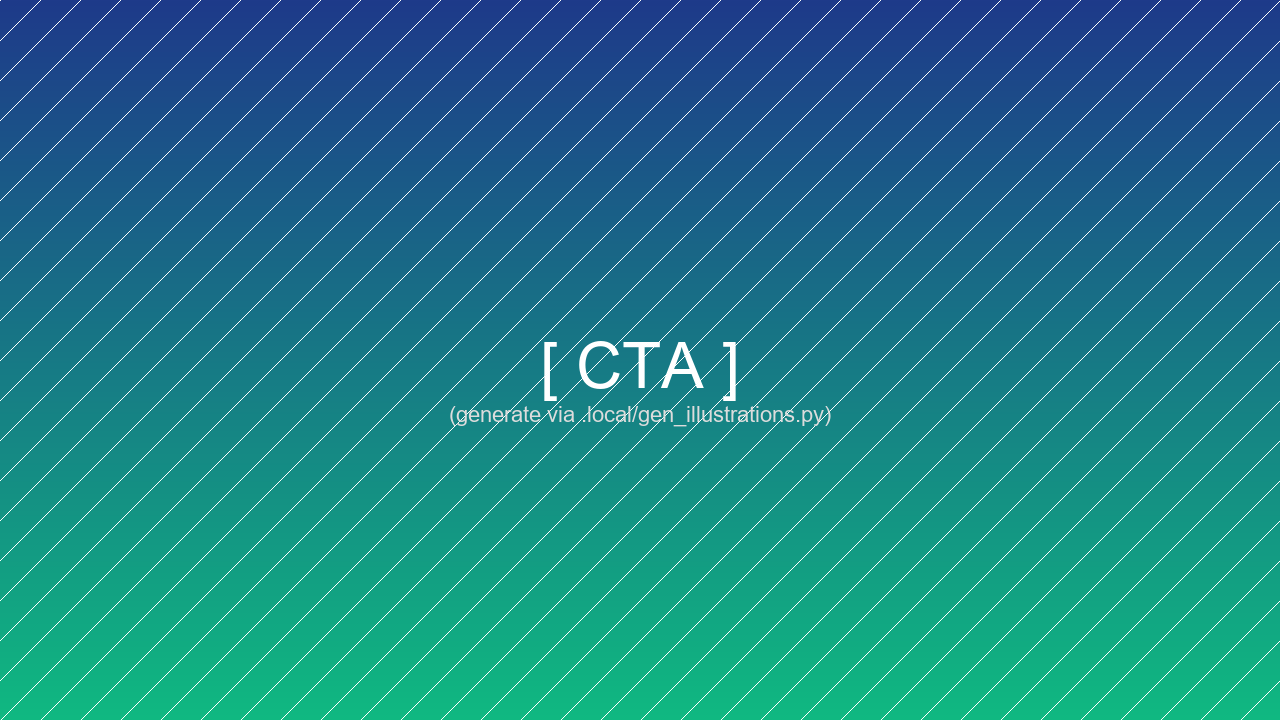 [ CTA ]
(generate via .local/gen_illustrations.py)